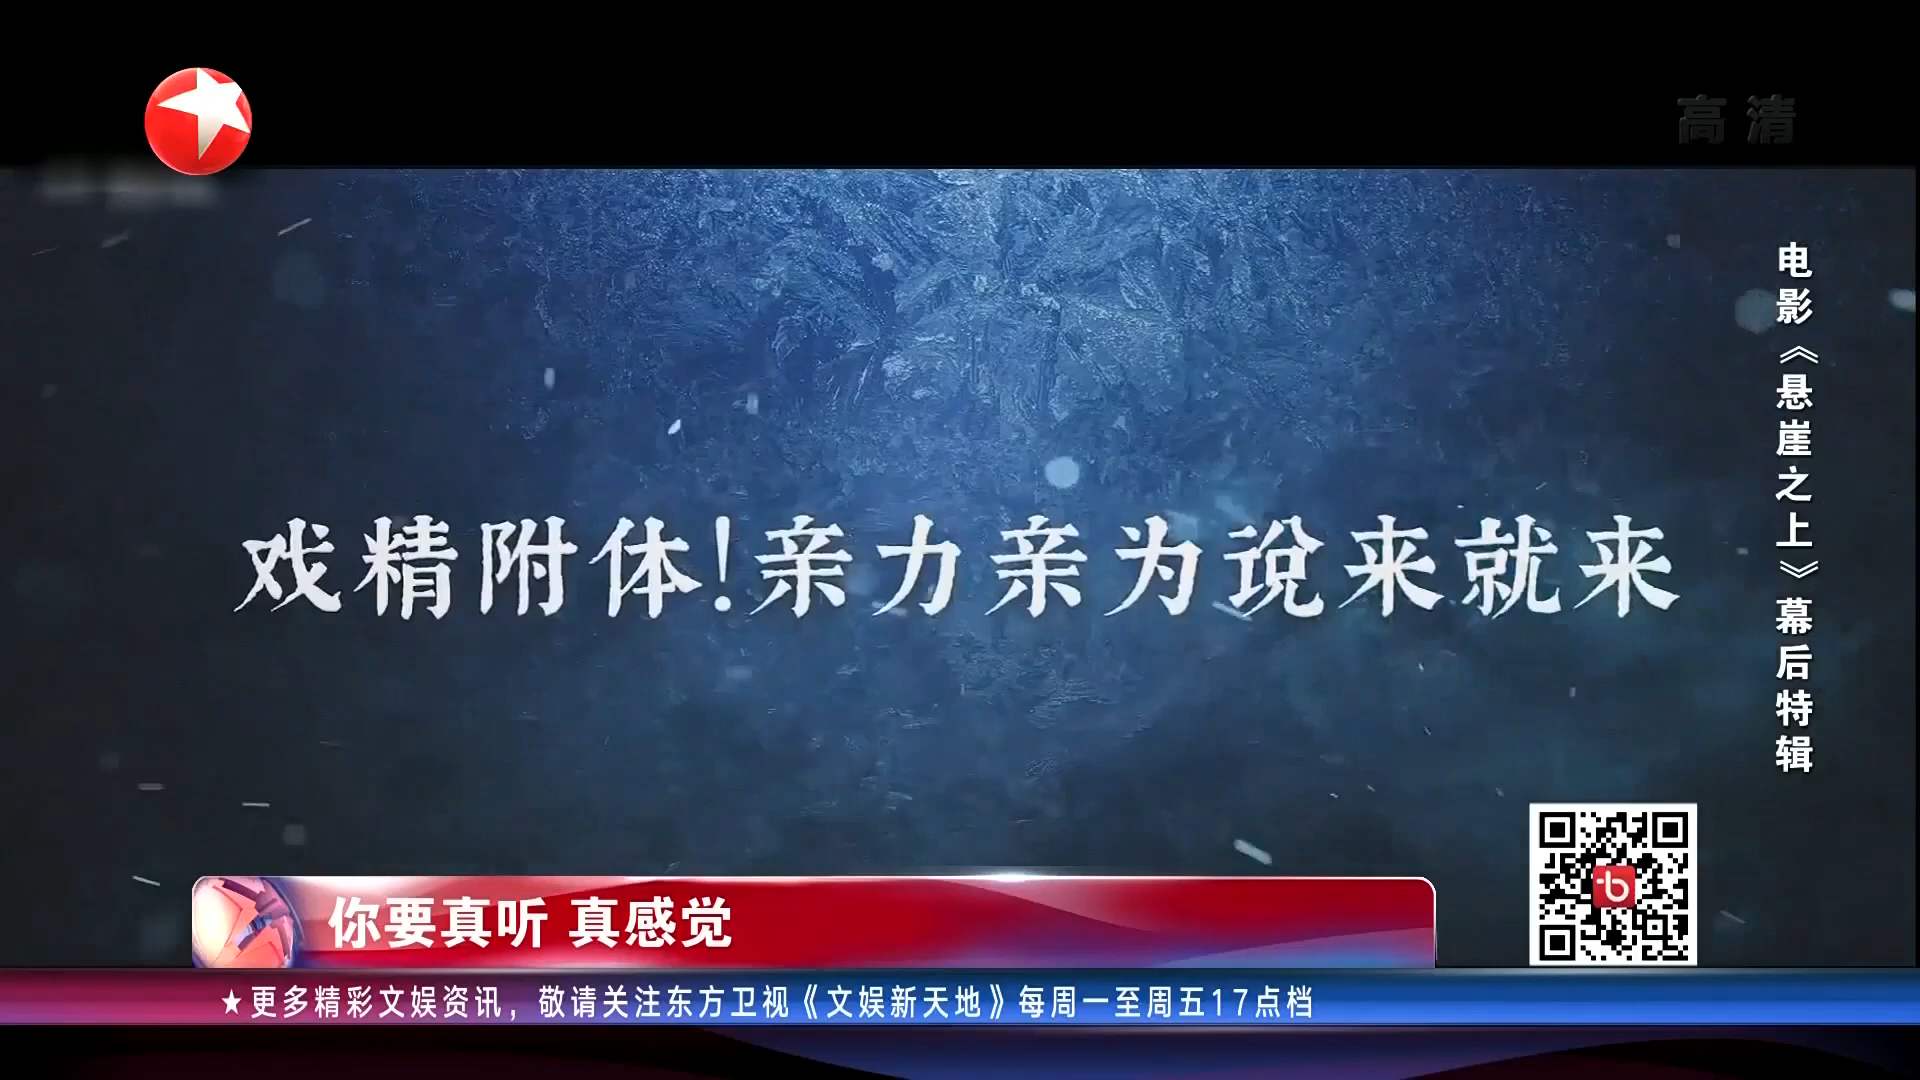 高清
电影《悬崖之上》幕后特辑
戏精附体!亲力亲为说来就来
你要真听 真感觉
★更多精彩文娱资讯，敬请关注东方卫视《文娱新天地》每周一至周五17点档